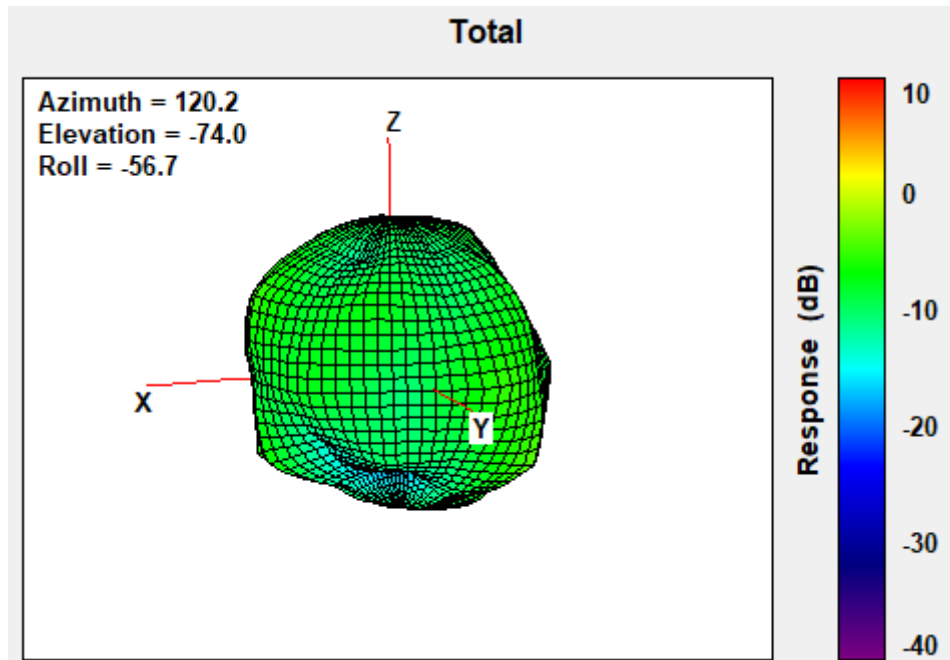 Total
Azimuth = 120.2
Elevation = -74.0
Roll = -56.7
Z
X
Y
10
0
-10
-20
-30
-40
Response (dB)